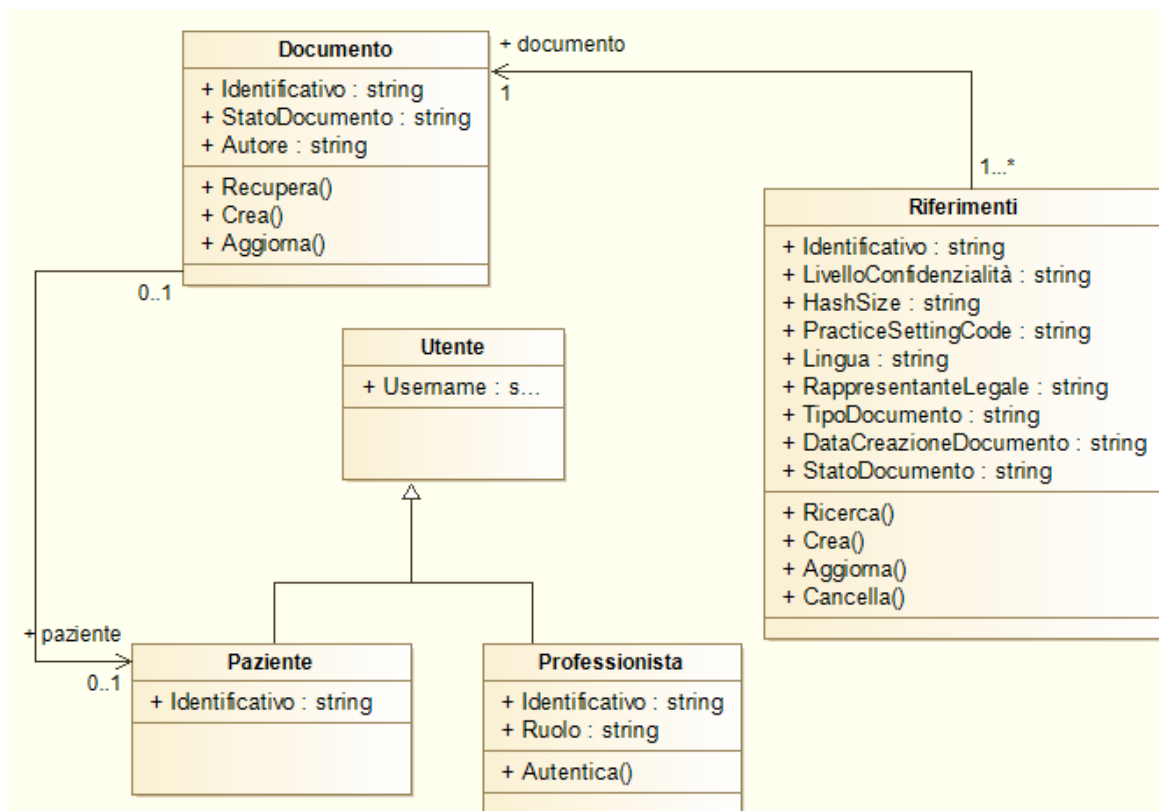 Documento
+ Identificativo : string
+ StatoDocumento : string
+ Autore : string
+ Recupera()
+ Crea()
+ Aggiorna()
+ documento
1
1...*
Riferimenti
+ Identificativo : string
+ LivelloConfidenzialità : string
+ HashSize : string
+ PracticeSettingCode : string
+ Lingua : string
+ RappresentanteLegale : string
+ TipoDocumento : string
+ DataCreazioneDocumento : string
+ StatoDocumento : string
+ Ricerca()
+ Crea()
+ Aggiorna()
+ Cancella()
0..1
Utente
+ Username : s...
+ paziente
0..1
Paziente
+ Identificativo : string
Professionista
+ Identificativo : string
+ Ruolo : string
+ Autentica()